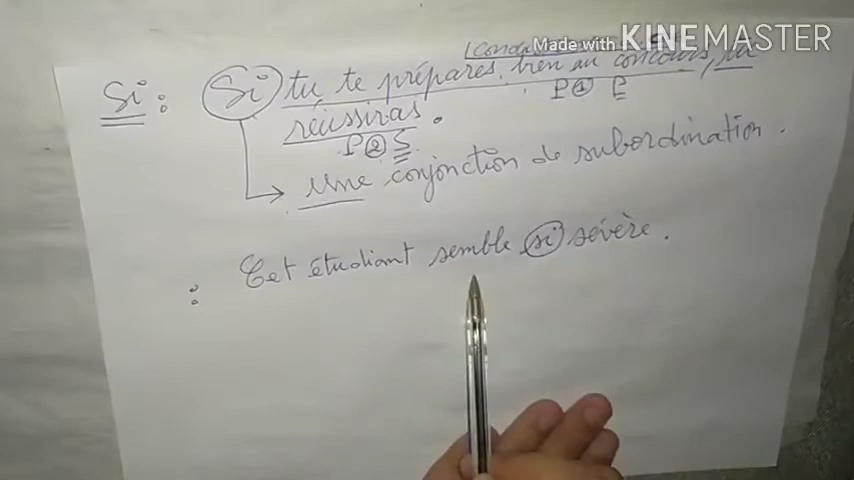 Made with KINEMASTER
Si : Si tu te prépares bien au concours, tu
P① P
réussiras.
P② S
une conjonction de subordination.
: Cet étudiant semble si sévère.